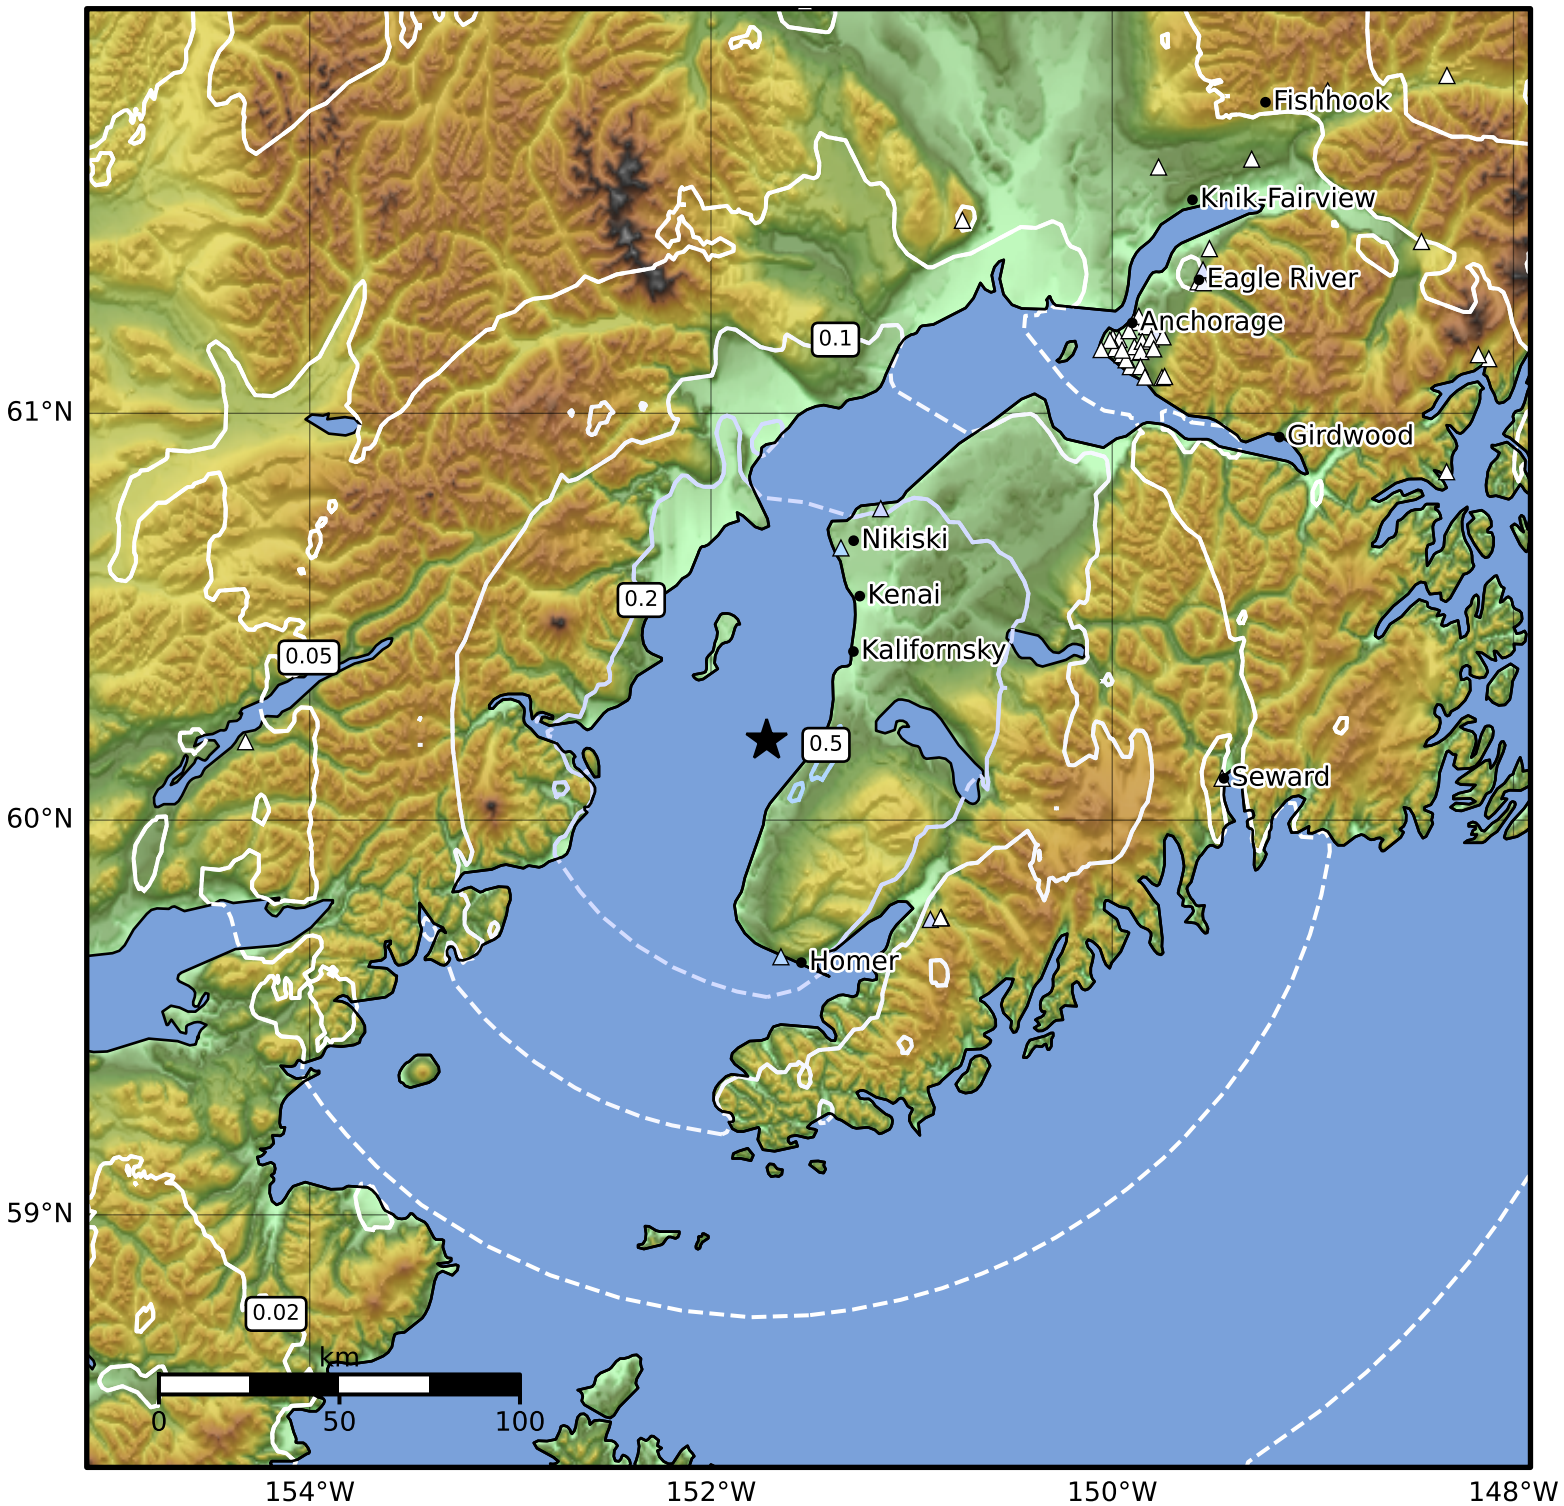 Fishhook
Knik-Fairview
Eagle River
Anchorage
0.1
61°N
Girdwood
Nikiski
Kenai
0.2
Kalifornsky
0.05
0.5
Seward
60°N
Homer
59°N
0.02
km
0 50 100
154°W 152°W 150°W 148°W